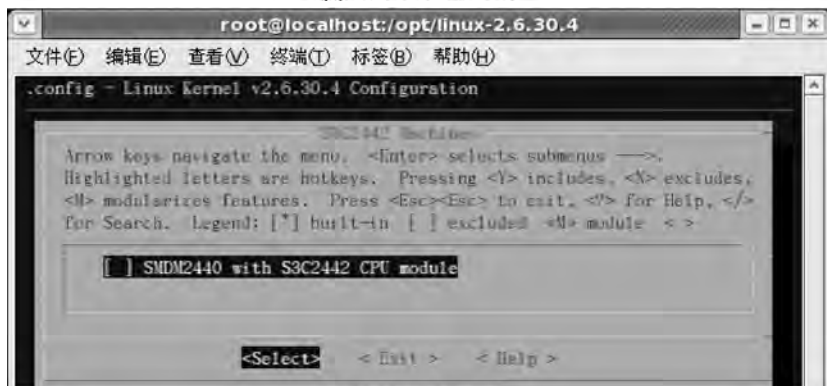 root@localhost:/opt/linux-2.6.30.4
文件(F) 编辑(E) 查看(V) 终端(T) 标签(B) 帮助(H)
.config - Linux Kernel v2.6.30.4 Configuration
S3C2442 Machines
Arrow keys navigate the menu. <Enter> selects submenus --->.
Highlighted letters are hotkeys. Pressing <Y> includes, <N> excludes,
<M> modularizes features. Press <Esc><Esc> to exit, <?> for Help, </>
for Search. Legend: [*] built-in [ ] excluded <M> module < >
[ ] SMDM2440 with S3C2442 CPU module
<Select> < Exit > < Help >